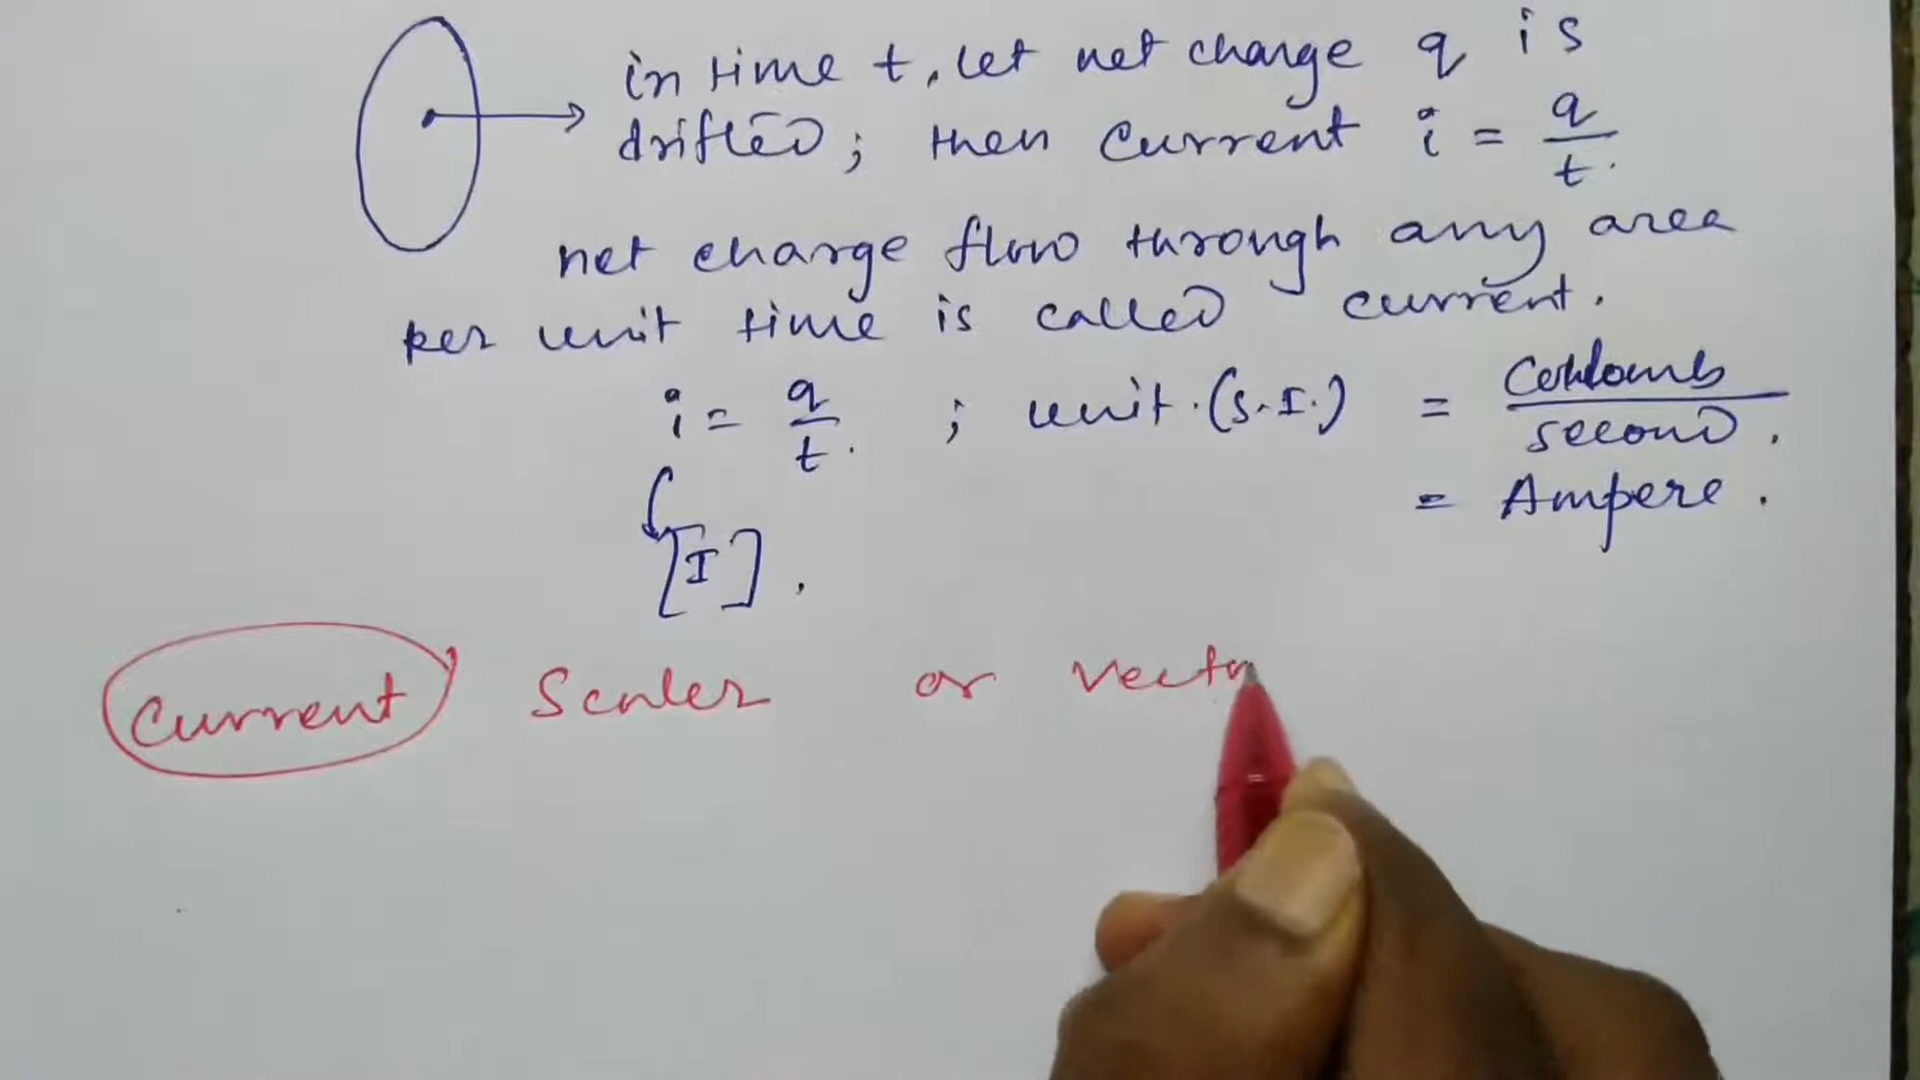 in time t, let net charge q is
drifted; then current i = q/t.
net charge flow through any area
per unit time is called current.
i = q/t. ; unit.(S.I.) = Coulomb/second.
= Ampere.
[I].
Current Scaler or vecto